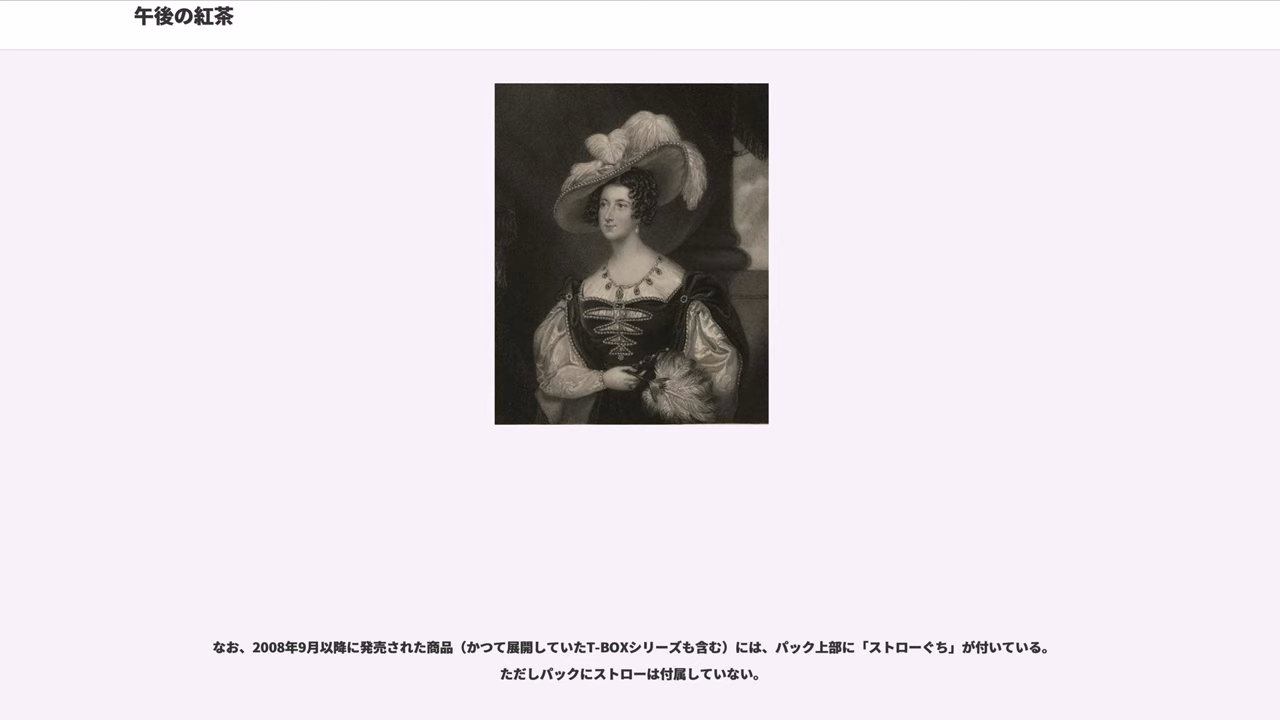 午後の紅茶
なお、2008年9月以降に発売された商品（かつて展開していたT-BOXシリーズも含む）には、パック上部に「ストローぐち」が付いている。
ただしパックにストローは付属していない。